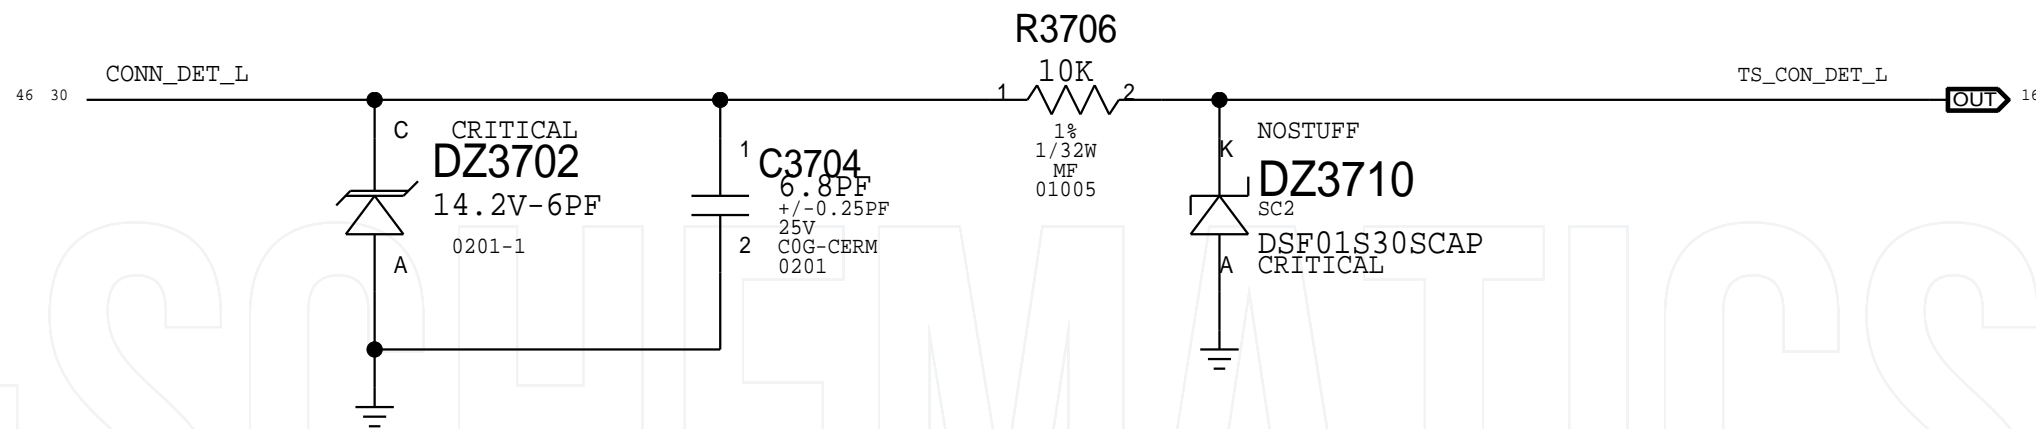 R3706
10K
CONN_DET_L
TS_CON_DET_L
46 30
1
2
OUT
16
C
CRITICAL
DZ3702
14.2V-6PF
0201-1
A
1
C3704
6.8PF
+/-0.25PF
25V
2
C0G-CERM
0201
1%
1/32W
MF
01005
NOSTUFF
K
DZ3710
SC2
DSF01S30SCAP
A
CRITICAL
SCHEMATICS